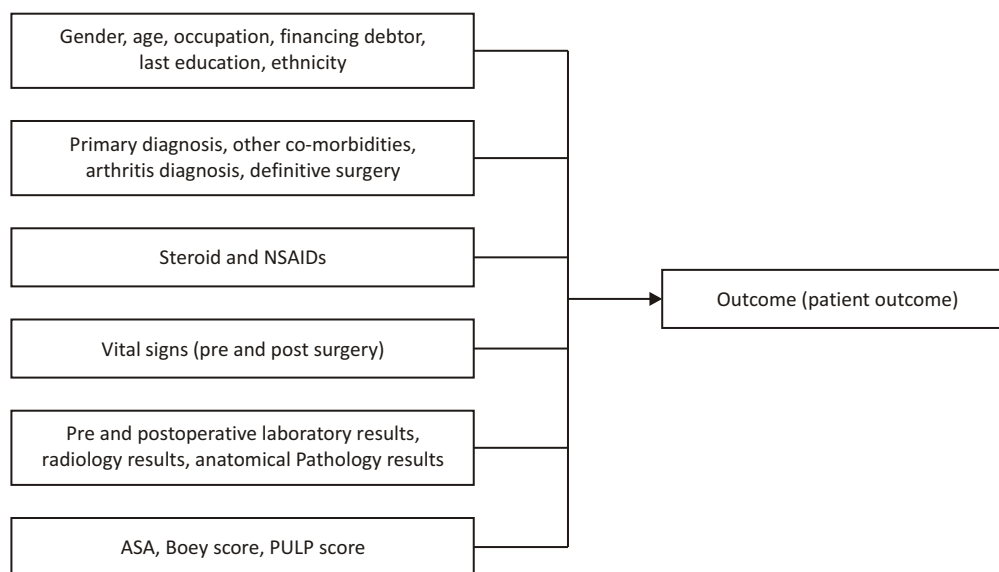 Gender, age, occupation, financing debtor,
last education, ethnicity
Primary diagnosis, other co-morbidities,
arthritis diagnosis, definitive surgery
Steroid and NSAIDs
Vital signs (pre and post surgery)
Pre and postoperative laboratory results,
radiology results, anatomical Pathology results
ASA, Boey score, PULP score
Outcome (patient outcome)